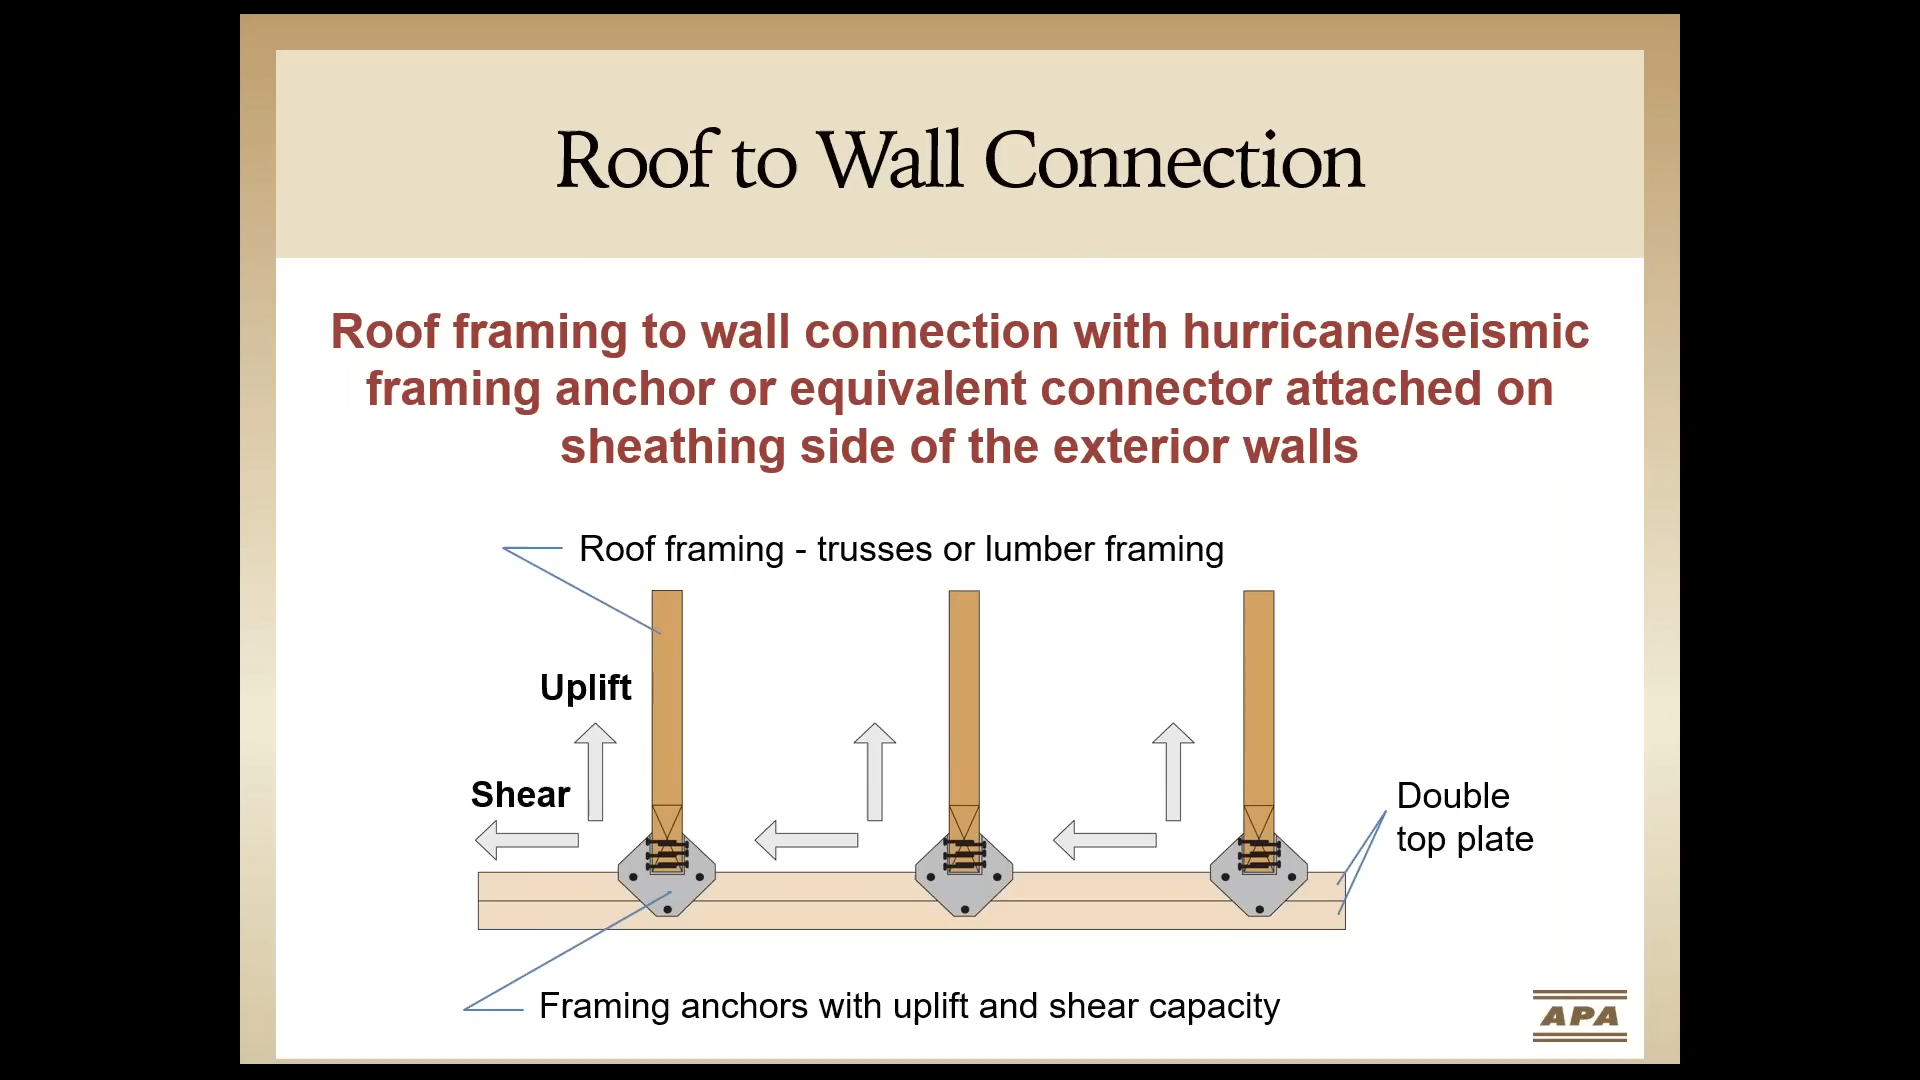 Roof to Wall Connection
Roof framing to wall connection with hurricane/seismic
framing anchor or equivalent connector attached on
sheathing side of the exterior walls
Roof framing - trusses or lumber framing
Uplift
Shear
Double
top plate
Framing anchors with uplift and shear capacity
APA